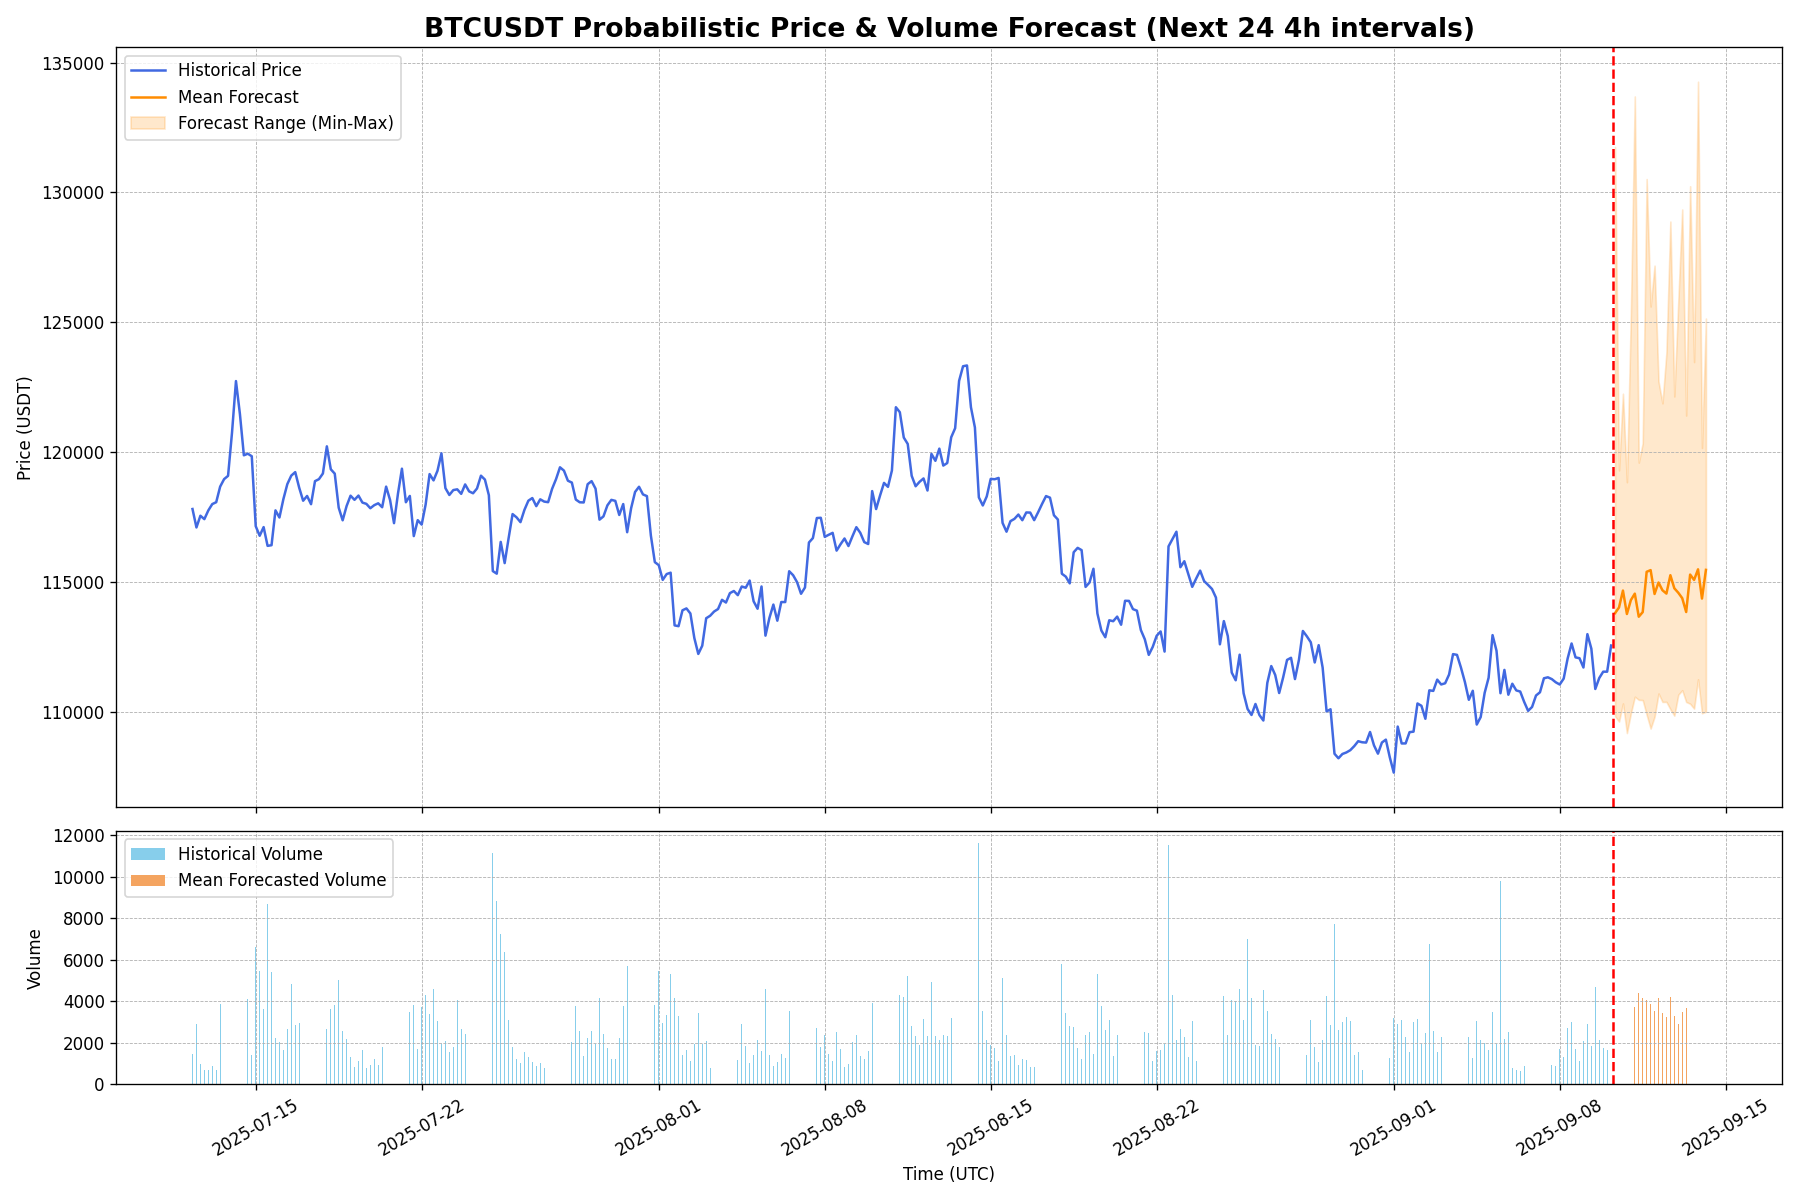 BTCUSDT Probabilistic Price & Volume Forecast (Next 24 4h intervals)
Historical Price
Mean Forecast
Forecast Range (Min-Max)
135000
130000
125000
120000
115000
110000
Price (USDT)
Historical Volume
Mean Forecasted Volume
12000
10000
8000
6000
4000
2000
0
Volume
2025-07-15
2025-07-22
2025-08-01
2025-08-08
2025-08-15
2025-08-22
2025-09-01
2025-09-08
2025-09-15
Time (UTC)